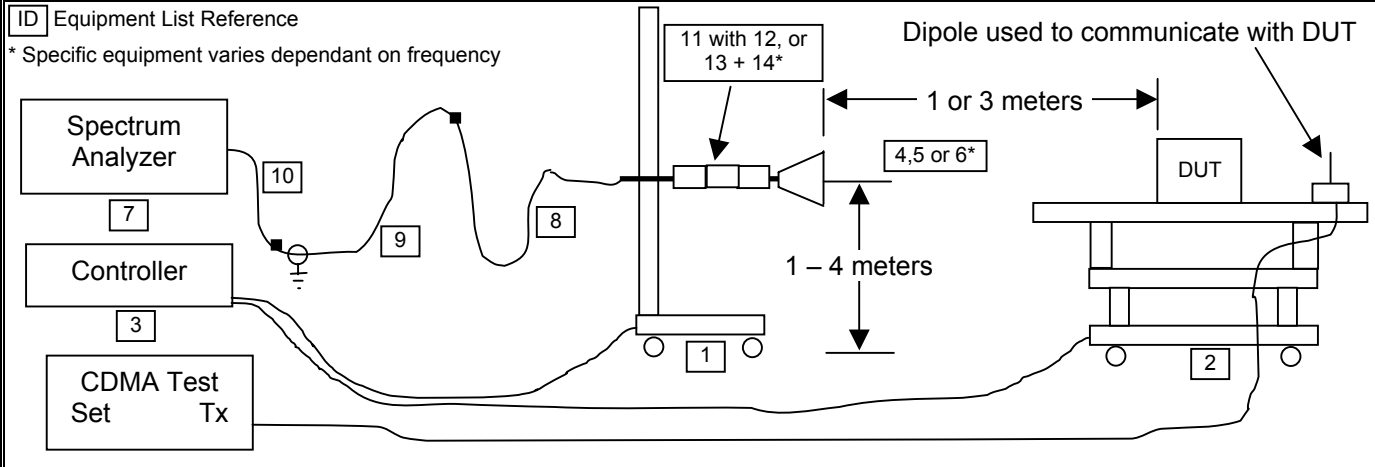 ID Equipment List Reference
* Specific equipment varies dependant on frequency
11 with 12, or
13 + 14*
Dipole used to communicate with DUT
Spectrum
Analyzer
1 or 3 meters
4,5 or 6*
DUT
10
7
9
8
1 – 4 meters
Controller
3
1
2
CDMA Test
Set Tx